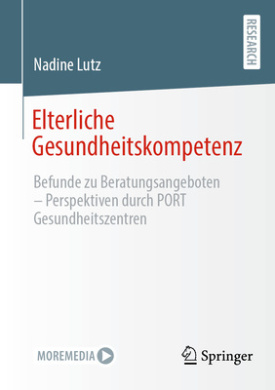 RESEARCH
Nadine Lutz
Elterliche
Gesundheitskompetenz
Befunde zu Beratungsangeboten
– Perspektiven durch PORT
Gesundheitszentren
MOREMEDIA
Springer